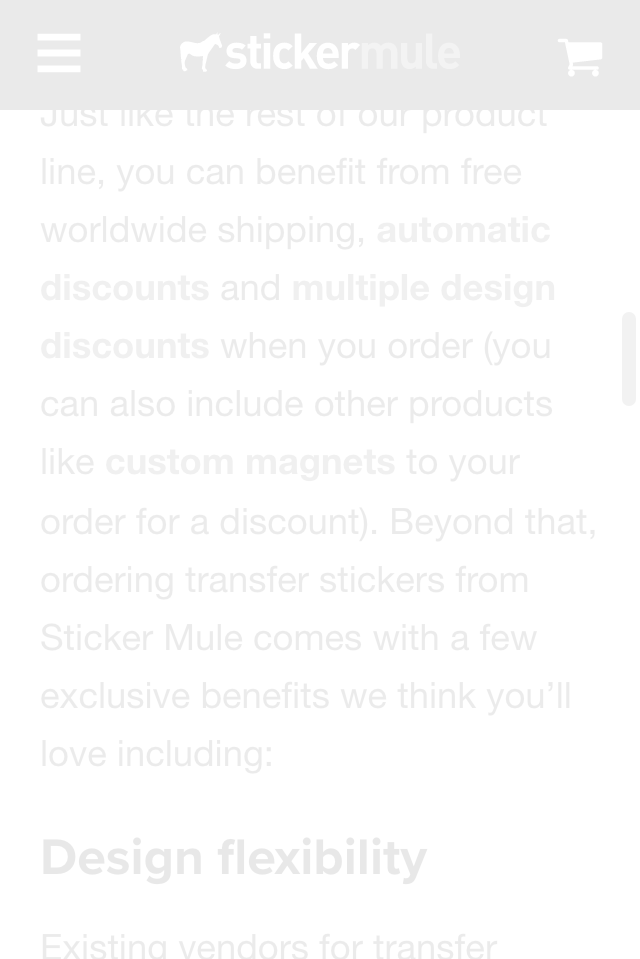 stickermule
Just like the rest of our product
line, you can benefit from free
worldwide shipping, automatic
discounts and multiple design
discounts when you order (you
can also include other products
like custom magnets to your
order for a discount). Beyond that,
ordering transfer stickers from
Sticker Mule comes with a few
exclusive benefits we think you’ll
love including:
Design flexibility
Existing vendors for transfer